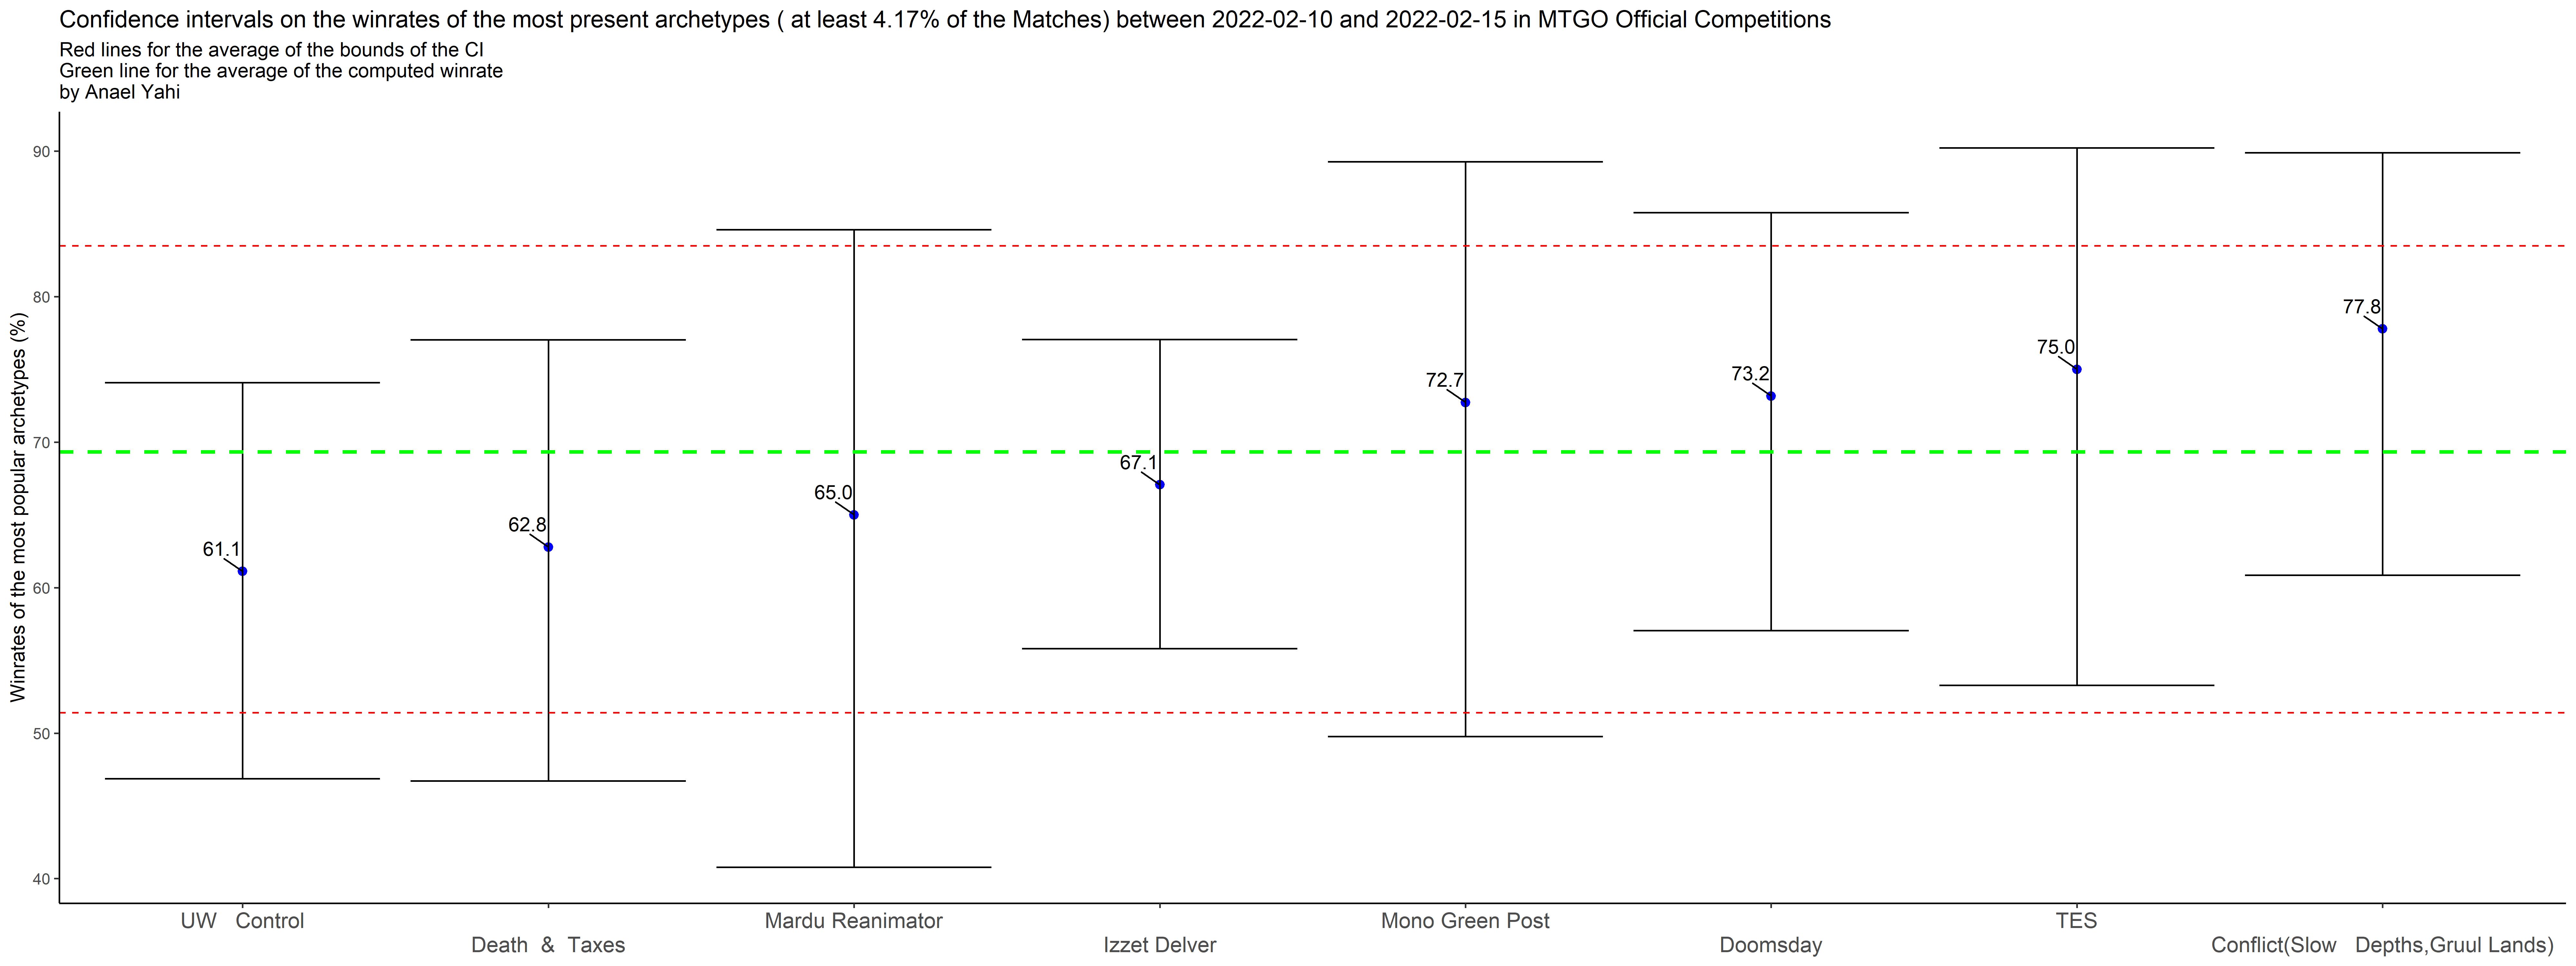 Confidence intervals on the winrates of the most present archetypes ( at least 4.17% of the Matches) between 2022-02-10 and 2022-02-15 in MTGO Official Competitions
Red lines for the average of the bounds of the CI
Green line for the average of the computed winrate
by Anael Yahi
Winrates of the most popular archetypes (%)
90
80
70
60
50
40
61.1
62.8
65.0
67.1
72.7
73.2
75.0
77.8
UW   Control
Death  &  Taxes
Mardu Reanimator
Izzet Delver
Mono Green Post
Doomsday
TES
Conflict(Slow   Depths,Gruul Lands)